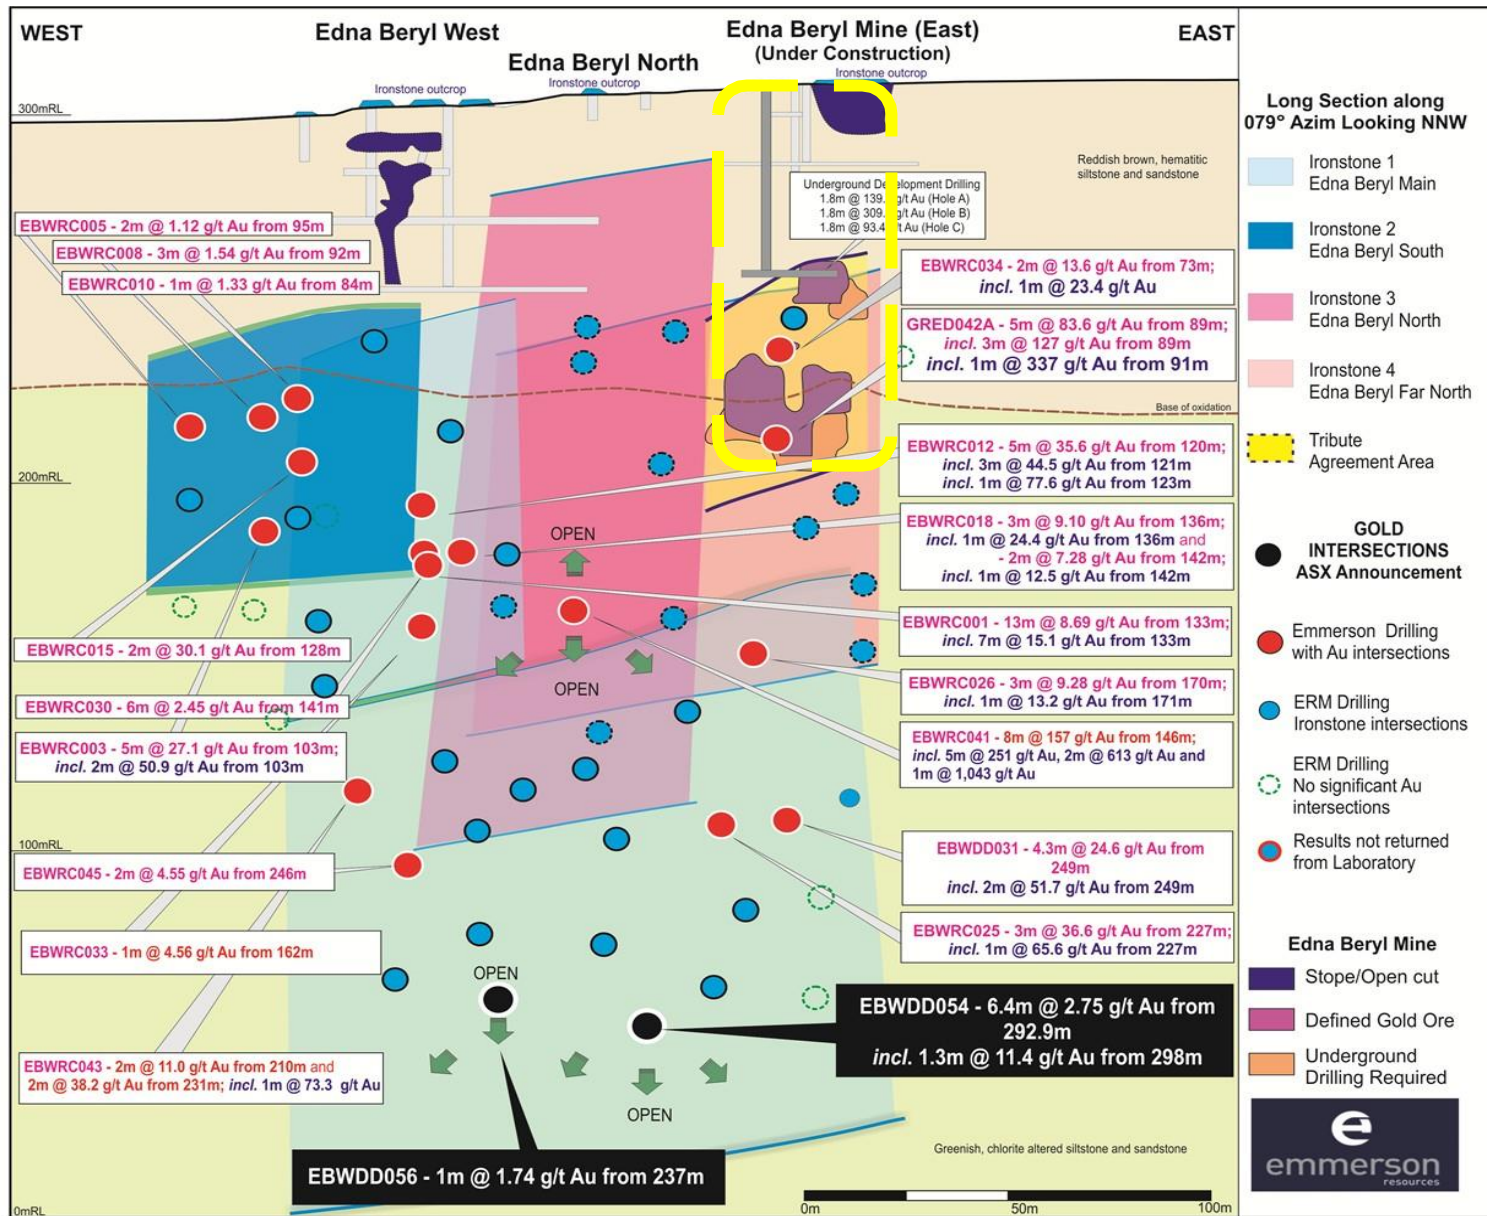 WEST
Edna Beryl West
Edna Beryl North
Edna Beryl Mine (East)
(Under Construction)
EAST
Ironstone outcrop
Ironstone outcrop
Ironstone outcrop
300mRL
Reddish brown, hematitic
siltstone and sandstone
Underground Development Drilling
1.8m @ 139. g/t Au (Hole A)
1.8m @ 309. g/t Au (Hole B)
1.8m @ 93.4 g/t Au (Hole C)
EBWRC005 - 2m @ 1.12 g/t Au from 95m
EBWRC008 - 3m @ 1.54 g/t Au from 92m
EBWRC010 - 1m @ 1.33 g/t Au from 84m
EBWRC034 - 2m @ 13.6 g/t Au from 73m;
incl. 1m @ 23.4 g/t Au
GRED042A - 5m @ 83.6 g/t Au from 89m;
incl. 3m @ 127 g/t Au from 89m
incl. 1m @ 337 g/t Au from 91m
Base of oxidation
200mRL
EBWRC012 - 5m @ 35.6 g/t Au from 120m;
incl. 3m @ 44.5 g/t Au from 121m
incl. 1m @ 77.6 g/t Au from 123m
EBWRC018 - 3m @ 9.10 g/t Au from 136m;
incl. 1m @ 24.4 g/t Au from 136m and
- 2m @ 7.28 g/t Au from 142m;
incl. 1m @ 12.5 g/t Au from 142m
OPEN
OPEN
EBWRC001 - 13m @ 8.69 g/t Au from 133m;
incl. 7m @ 15.1 g/t Au from 133m
EBWRC015 - 2m @ 30.1 g/t Au from 128m
EBWRC026 - 3m @ 9.28 g/t Au from 170m;
incl. 1m @ 13.2 g/t Au from 171m
EBWRC030 - 6m @ 2.45 g/t Au from 141m
EBWRC003 - 5m @ 27.1 g/t Au from 103m;
incl. 2m @ 50.9 g/t Au from 103m
EBWRC041 - 8m @ 157 g/t Au from 146m;
incl. 5m @ 251 g/t Au, 2m @ 613 g/t Au and
1m @ 1,043 g/t Au
100mRL
EBWRC045 - 2m @ 4.55 g/t Au from 246m
EBWDD031 - 4.3m @ 24.6 g/t Au from
249m
incl. 2m @ 51.7 g/t Au from 249m
EBWRC033 - 1m @ 4.56 g/t Au from 162m
EBWRC025 - 3m @ 36.6 g/t Au from 227m;
incl. 1m @ 65.6 g/t Au from 227m
OPEN
EBWDD054 - 6.4m @ 2.75 g/t Au from
292.9m
incl. 1.3m @ 11.4 g/t Au from 298m
EBWRC043 - 2m @ 11.0 g/t Au from 210m and
2m @ 38.2 g/t Au from 231m; incl. 1m @ 73.3 g/t Au
OPEN
EBWDD056 - 1m @ 1.74 g/t Au from 237m
Greenish, chlorite altered siltstone and sandstone
0mRL
0m
50m
100m
Long Section along
079° Azim Looking NNW
Ironstone 1
Edna Beryl Main
Ironstone 2
Edna Beryl South
Ironstone 3
Edna Beryl North
Ironstone 4
Edna Beryl Far North
Tribute
Agreement Area
GOLD
INTERSECTIONS
ASX Announcement
Emmerson Drilling
with Au intersections
ERM Drilling
Ironstone intersections
ERM Drilling
No significant Au
intersections
Results not returned
from Laboratory
Edna Beryl Mine
Stope/Open cut
Defined Gold Ore
Underground
Drilling Required
e
emmerson
resources